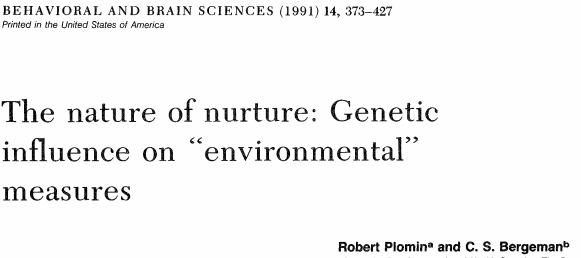 BEHAVIORAL AND BRAIN SCIENCES (1991) 14, 373–427
Printed in the United States of America
The nature of nurture: Genetic
influence on “environmental”
measures
Robert Plominᵃ and C. S. Bergemanᵇ